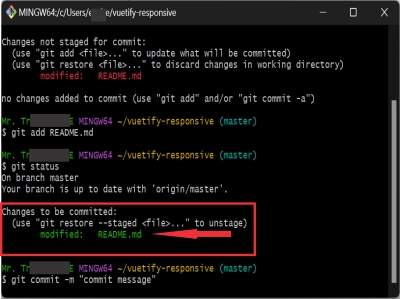 MINGW64:/c/Users/ /vuetify-responsive
Changes not staged for commit:
(use "git add <file>..." to update what will be committed)
(use "git restore <file>..." to discard changes in working directory)
modified: README.md
no changes added to commit (use "git add" and/or "git commit -a")
Mr. Tr E MINGW64 ~/vuetify-responsive (master)
$ git add README.md
Mr. Tr E MINGW64 ~/vuetify-responsive (master)
$ git status
On branch master
Your branch is up to date with 'origin/master'.
Changes to be committed:
(use "git restore --staged <file>..." to unstage)
modified: README.md
Mr. Tr E MINGW64 ~/vuetify-responsive (master)
$ git commit -m "commit message"